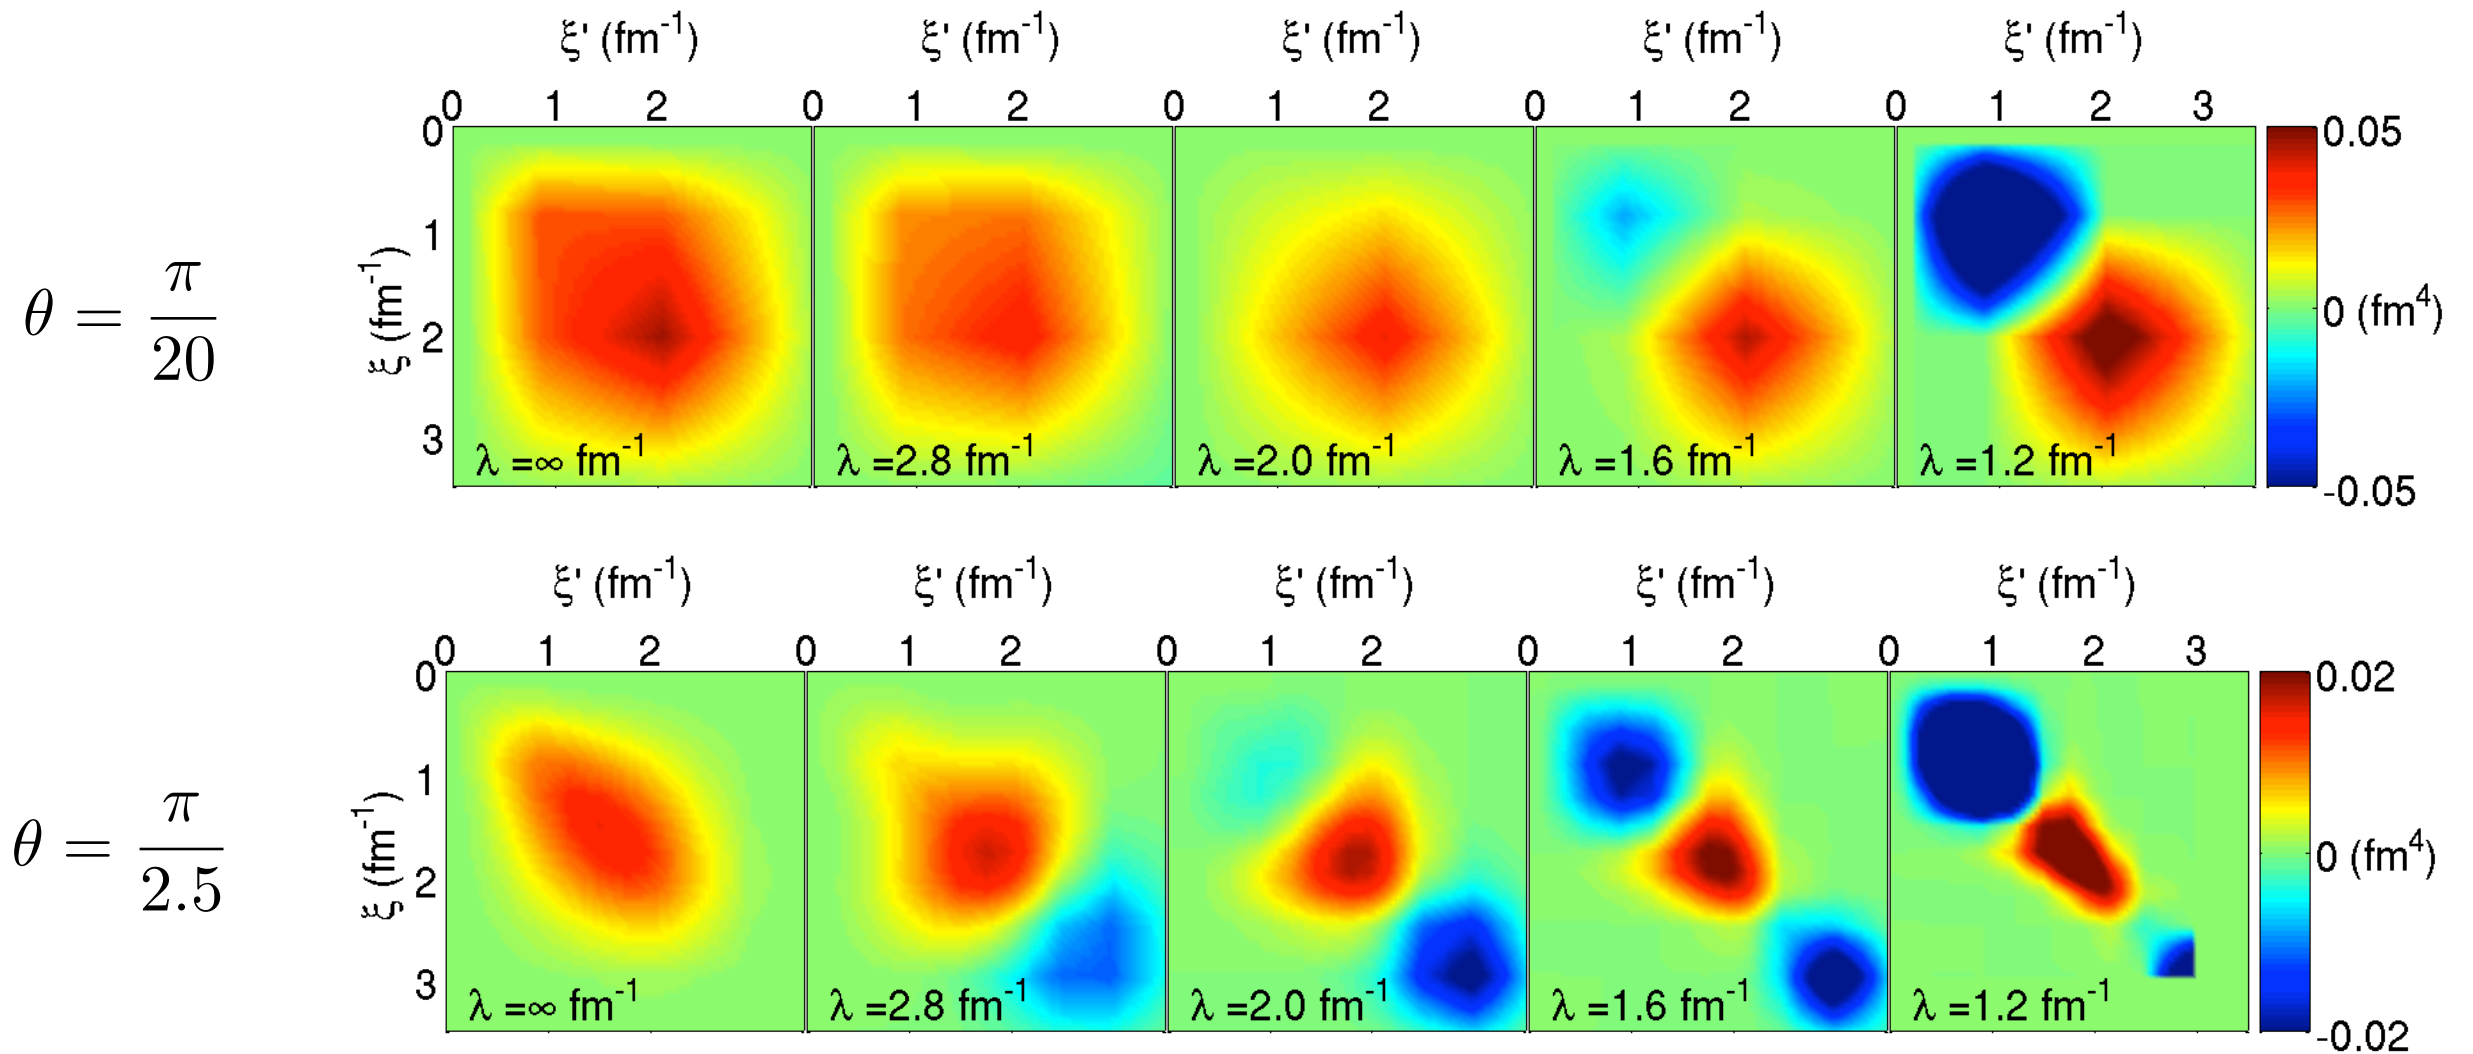 ξ' (fm⁻¹) ξ' (fm⁻¹) ξ' (fm⁻¹) ξ' (fm⁻¹) ξ' (fm⁻¹)
0 1 2 0 1 2 0 1 2 0 1 2 0 1 2 3
0
1
2
3
ξ (fm⁻¹)
θ = π/20
λ =∞ fm⁻¹ λ =2.8 fm⁻¹ λ =2.0 fm⁻¹ λ =1.6 fm⁻¹ λ =1.2 fm⁻¹
0.05
0 (fm⁴)
-0.05
ξ' (fm⁻¹) ξ' (fm⁻¹) ξ' (fm⁻¹) ξ' (fm⁻¹) ξ' (fm⁻¹)
0 1 2 0 1 2 0 1 2 0 1 2 0 1 2 3
0
1
2
3
ξ (fm⁻¹)
θ = π/2.5
λ =∞ fm⁻¹ λ =2.8 fm⁻¹ λ =2.0 fm⁻¹ λ =1.6 fm⁻¹ λ =1.2 fm⁻¹
0.02
0 (fm⁴)
-0.02